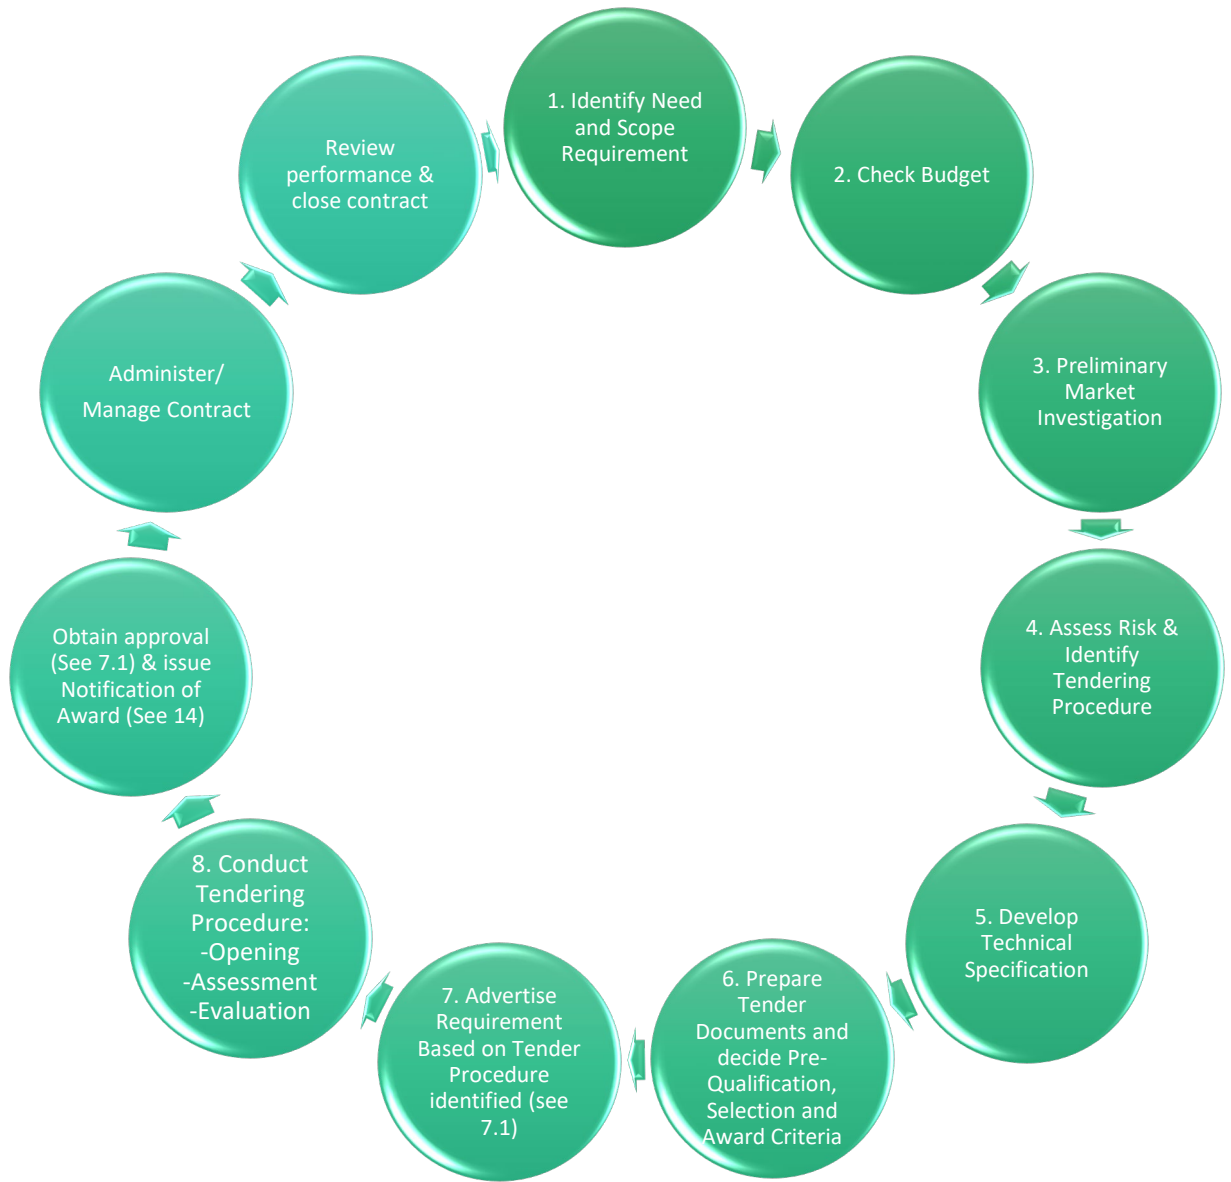 1. Identify Need
and Scope
Requirement
2. Check Budget
3. Preliminary
Market
Investigation
4. Assess Risk &
Identify
Tendering
Procedure
5. Develop
Technical
Specification
6. Prepare
Tender
Documents and
decide Pre-
Qualification,
Selection and
Award Criteria
7. Advertise
Requirement
Based on Tender
Procedure
identified (see
7.1)
8. Conduct
Tendering
Procedure:
-Opening
-Assessment
-Evaluation
Obtain approval
(See 7.1) & issue
Notification of
Award (See 14)
Administer/
Manage Contract
Review
performance &
close contract